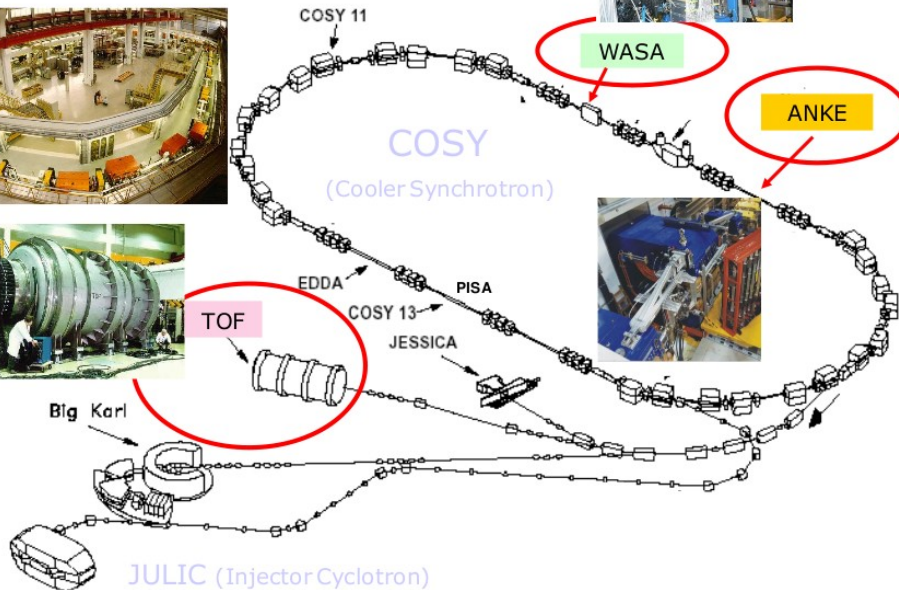 COSY 11
WASA
ANKE
COSY
(Cooler Synchrotron)
EDDA
PISA
COSY 13
TOF
JESSICA
Big Karl
JULIC (Injector Cyclotron)